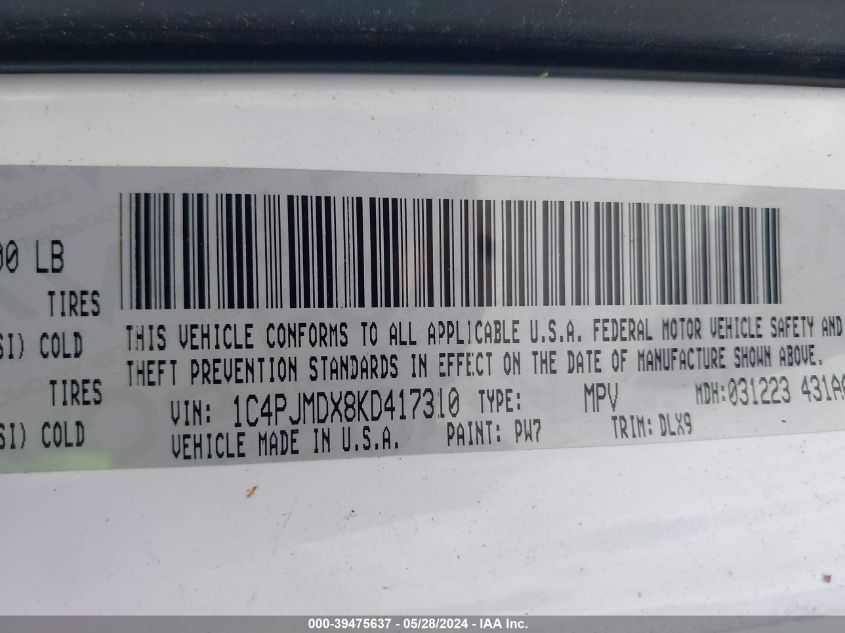 00 LB
TIRES
SI) COLD
TIRES
SI) COLD
THIS VEHICLE CONFORMS TO ALL APPLICABLE U.S.A. FEDERAL MOTOR VEHICLE SAFETY AND
THEFT PREVENTION STANDARDS IN EFFECT ON THE DATE OF MANUFACTURE SHOWN ABOVE.
VIN: 1C4PJMDX8KD417310 TYPE: MPV MDH:031223 431A
VEHICLE MADE IN U.S.A. PAINT: PW7 TRIM: DLX9
000-39475637 - 05/28/2024 - IAA Inc.